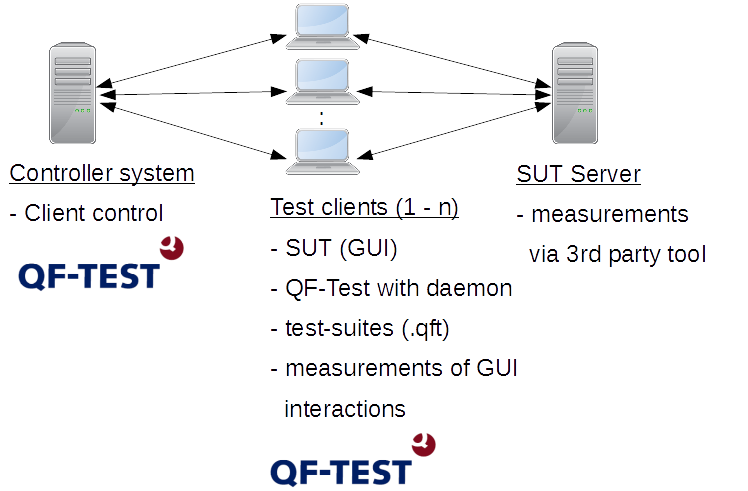 :
Controller system
- Client control
QF-TEST
Test clients (1 - n)
- SUT (GUI)
- QF-Test with daemon
- test-suites (.qft)
- measurements of GUI
interactions
QF-TEST
SUT Server
- measurements
via 3rd party tool